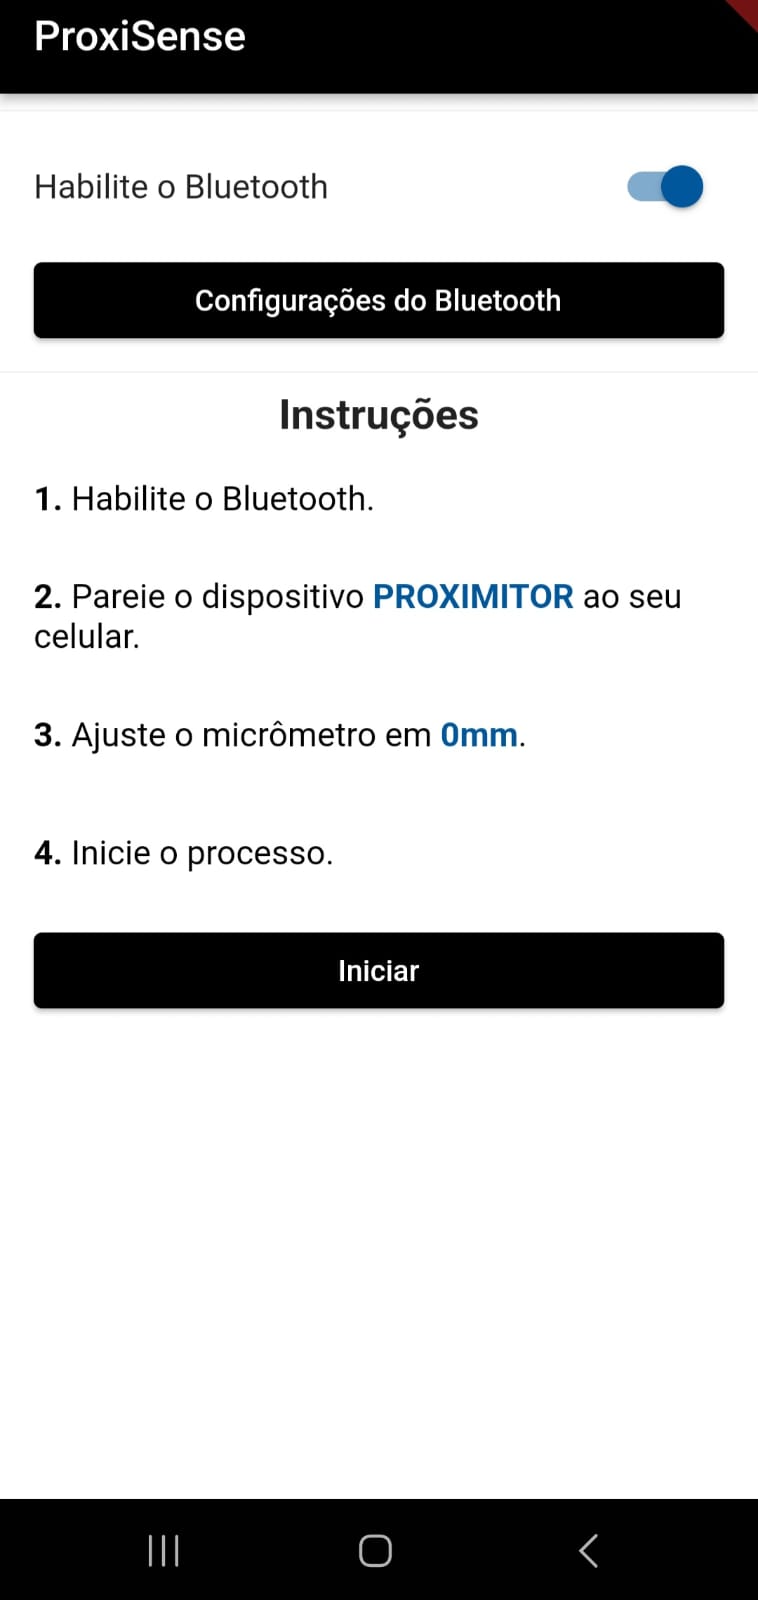 ProxiSense
Habilite o Bluetooth
Configurações do Bluetooth
Instruções
1. Habilite o Bluetooth.
2. Pareie o dispositivo PROXIMITOR ao seu
celular.
3. Ajuste o micrômetro em 0mm.
4. Inicie o processo.
Iniciar